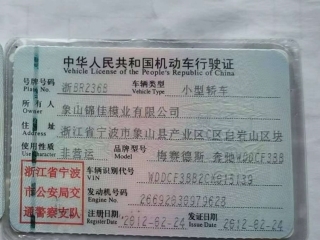 中华人民共和国机动车行驶证
Vehicle License of the People's Republic of China
号牌号码 Plate No. 浙BR236B 车辆类型 Vehicle Type 小型轿车
所有人 Owner 象山锦佳模业有限公司
住址 Address 浙江省宁波市象山县产业区C区白岩山区块
使用性质 Use Character 非营运 品牌型号 Model 梅赛德斯 奔驰WDDCF3BB
浙江省宁波市公安局交通警察支队
车辆识别代号 VIN
发动机号码 Engine No. 26692030979628
注册日期 Register Date 2012-02-24 发证日期 Issue Date 2012-02-24